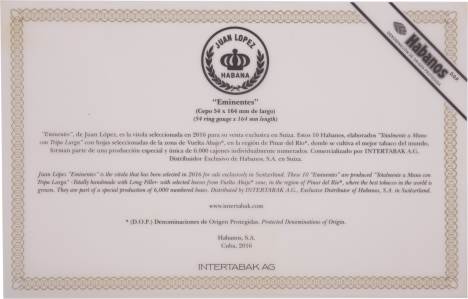 JUAN LOPEZ
HABANA
Habanos s.a.
DENOMINACIÓN DE ORIGEN PROTEGIDA
"Eminentes"
(Cepo 54 x 164 mm de largo)
(54 ring gauge x 164 mm length)
"Eminentes", de Juan López, es la vitola seleccionada en 2016 para su venta exclusiva en Suiza. Estos 10 Habanos, elaborados "Totalmente a Mano
con Tripa Larga" con hojas seleccionadas de la zona de Vuelta Abajo*, en la región de Pinar del Río*, donde se cultiva el mejor tabaco del mundo,
forman parte de una producción especial y única de 6,000 cajones individualmente numerados. Comercializado por INTERTABAK A.G.
Distribuidor Exclusivo de Habanos, S.A. en Suiza.
Juan López "Eminentes" is the vitola that has been selected in 2016 for sale exclusively in Switzerland. These 10 "Eminentes" are produced "Totalmente a Mano con
Tripa Larga" -Totally handmade with Long Filler- with selected leaves from Vuelta Abajo* zone, in the region of Pinar del Río*, where the best tobacco in the world is
grown. They are part of a special production of 6,000 numbered boxes. Distributed by INTERTABAK A.G., Exclusive Distributor of Habanos, S.A. in Switzerland.
www.intertabak.com
* (D.O.P.) Denominaciones de Origen Protegidas. Protected Denominations of Origin.
Habanos, S.A.
Cuba, 2016
INTERTABAK AG